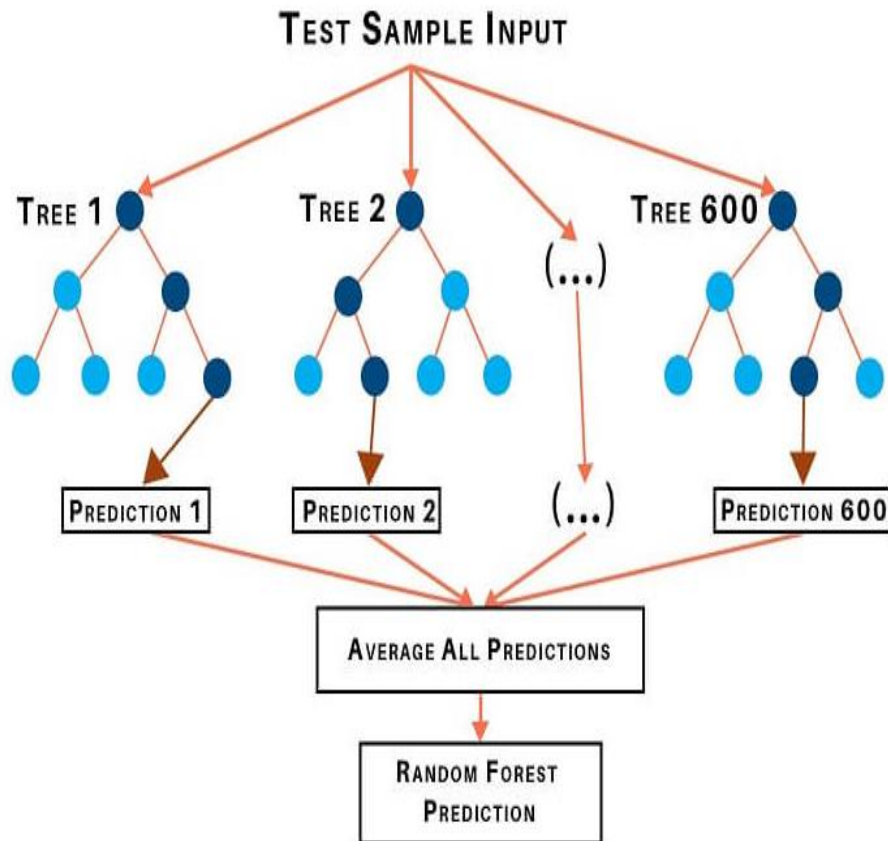 TEST SAMPLE INPUT
TREE 1
TREE 2
TREE 600
(...)
PREDICTION 1
PREDICTION 2
(...)
PREDICTION 600
AVERAGE ALL PREDICTIONS
RANDOM FOREST
PREDICTION